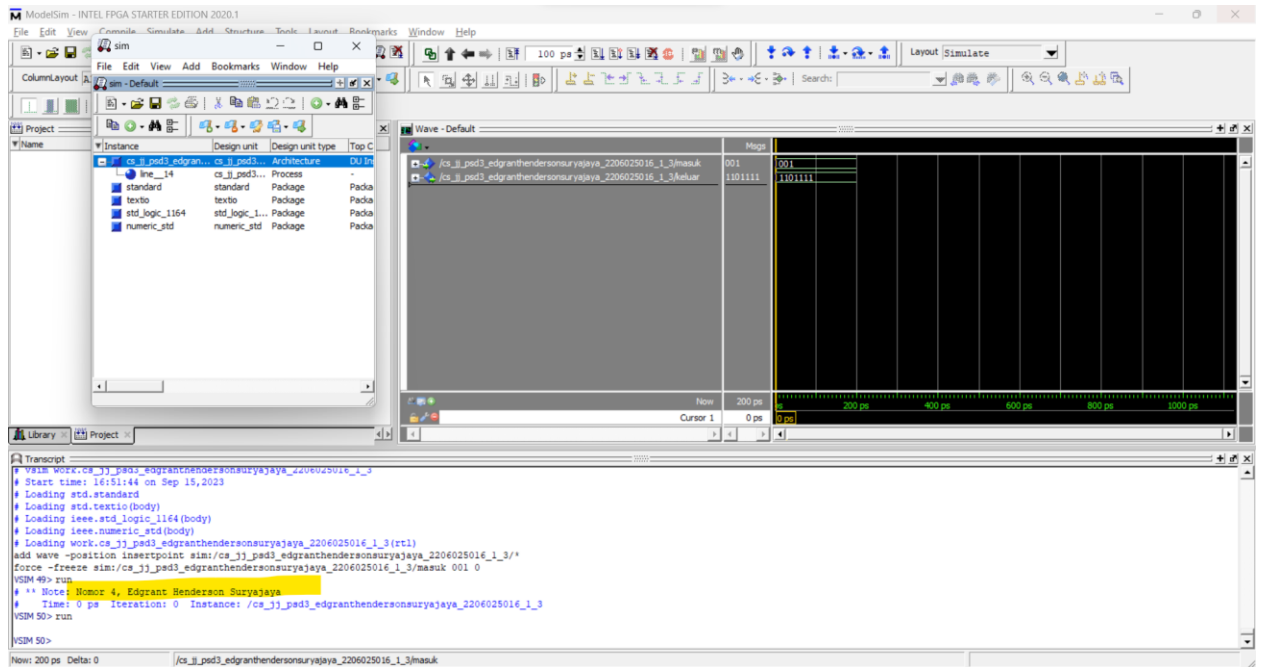 ModelSim - INTEL FPGA STARTER EDITION 2020.1
File Edit View Compile Simulate Add Structure Tools Layout Bookmarks Window Help
100 ps
Layout Simulate
ColumnLayout
Search:
sim
File Edit View Add Bookmarks Window Help
sim - Default
Instance Design unit Design unit type Top C
cs_jj_psd3_edgran... cs_jj_psd3... Architecture DU In
line__14 cs_jj_psd3... Process -
standard standard Package Packa
textio textio Package Packa
std_logic_1164 std_logic_1... Package Packa
numeric_std numeric_std Package Packa
Project
Name
Wave - Default
Msgs
/cs_jj_psd3_edgranthendersonsuryajaya_2206025016_1_3/masuk 001 001
/cs_jj_psd3_edgranthendersonsuryajaya_2206025016_1_3/keluar 1101111 1101111
Now 200 ps
200 ps 400 ps 600 ps 800 ps 1000 ps
Cursor 1 0 ps 0 ps
Library Project
Transcript
# vsim work.cs_jj_psd3_edgranthendersonsuryajaya_2206025016_1_3
# Start time: 16:51:44 on Sep 15,2023
# Loading std.standard
# Loading std.textio(body)
# Loading ieee.std_logic_1164(body)
# Loading ieee.numeric_std(body)
# Loading work.cs_jj_psd3_edgranthendersonsuryajaya_2206025016_1_3(rtl)
add wave -position insertpoint sim:/cs_jj_psd3_edgranthendersonsuryajaya_2206025016_1_3/*
force -freeze sim:/cs_jj_psd3_edgranthendersonsuryajaya_2206025016_1_3/masuk 001 0
VSIM 49> run
# ** Note: Nomor 4, Edgrant Henderson Suryajaya
# Time: 0 ps Iteration: 0 Instance: /cs_jj_psd3_edgranthendersonsuryajaya_2206025016_1_3
VSIM 50> run
VSIM 50>
Now: 200 ps Delta: 0 /cs_jj_psd3_edgranthendersonsuryajaya_2206025016_1_3/masuk